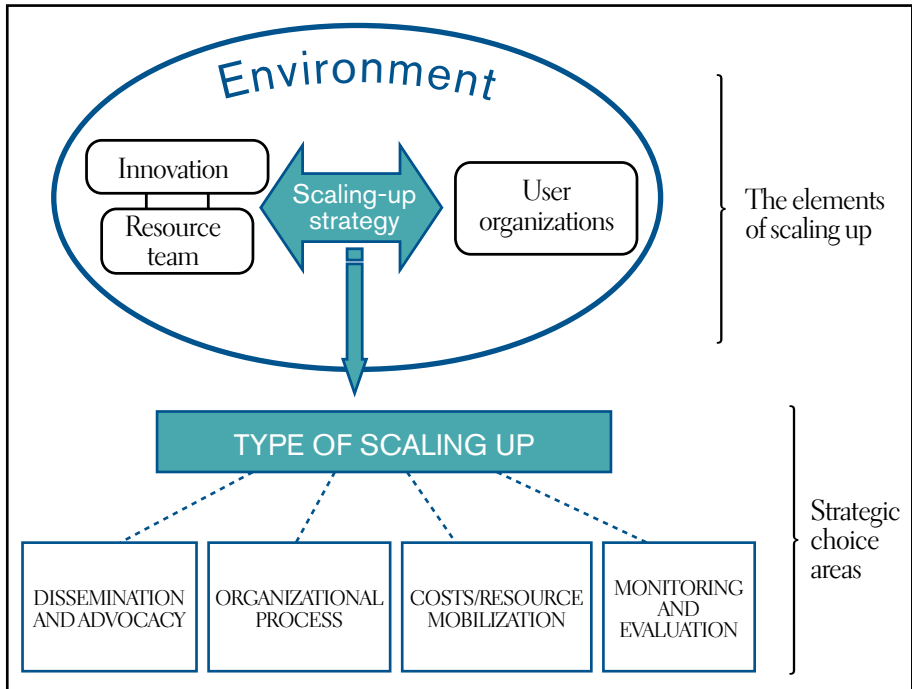 Environment
Innovation
Resource
team
Scaling-up
strategy
User
organizations
The elements
of scaling up
TYPE OF SCALING UP
DISSEMINATION
AND ADVOCACY
ORGANIZATIONAL
PROCESS
COSTS/RESOURCE
MOBILIZATION
MONITORING
AND
EVALUATION
Strategic
choice
areas